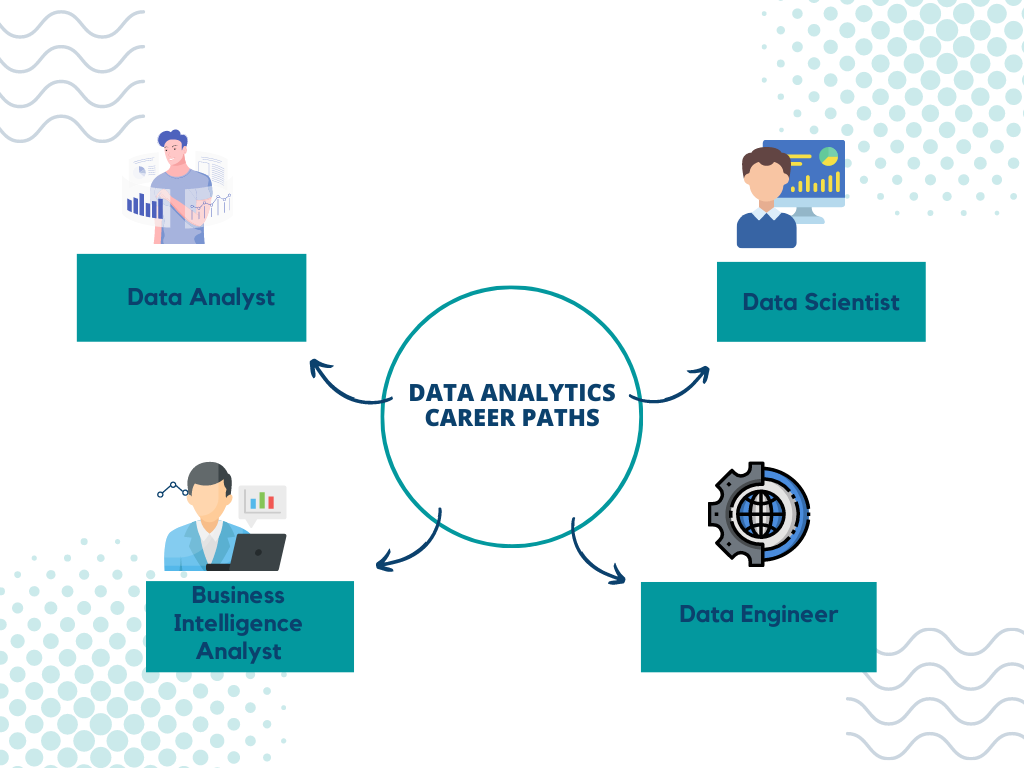 Data Analyst
Data Scientist
DATA ANALYTICS
CAREER PATHS
Business
Intelligence
Analyst
Data Engineer